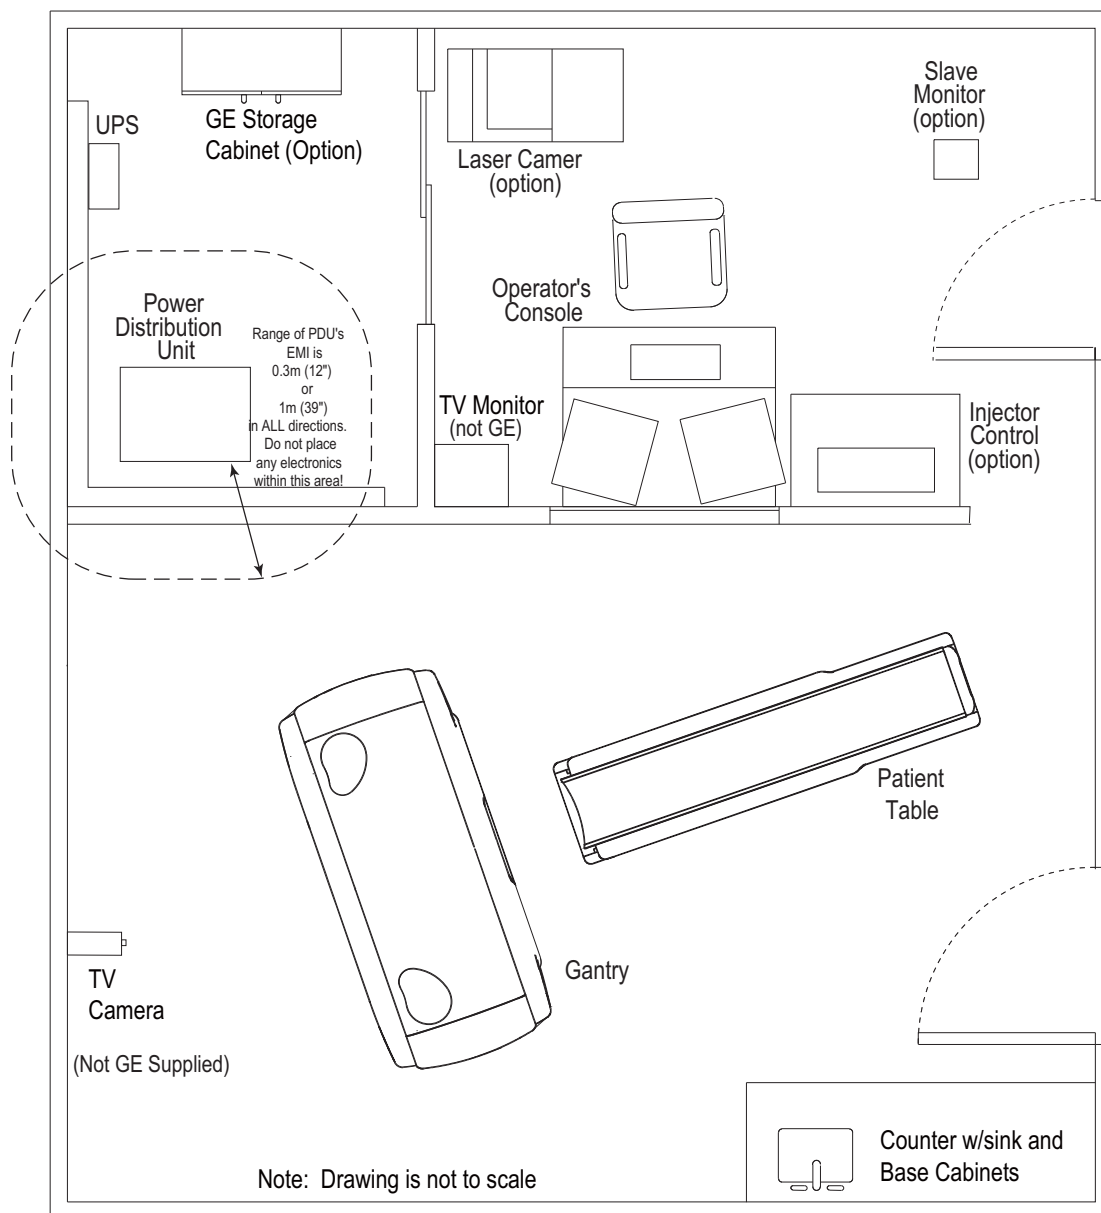 UPS
GE Storage
Cabinet (Option)
Laser Camer
(option)
Slave
Monitor
(option)
Operator's
Console
Power
Distribution
Unit
Range of PDU's
EMI is
0.3m (12")
or
1m (39")
in ALL directions.
Do not place
any electronics
within this area!
TV Monitor
(not GE)
Injector
Control
(option)
Patient
Table
Gantry
TV
Camera
(Not GE Supplied)
Counter w/sink and
Base Cabinets
Note: Drawing is not to scale